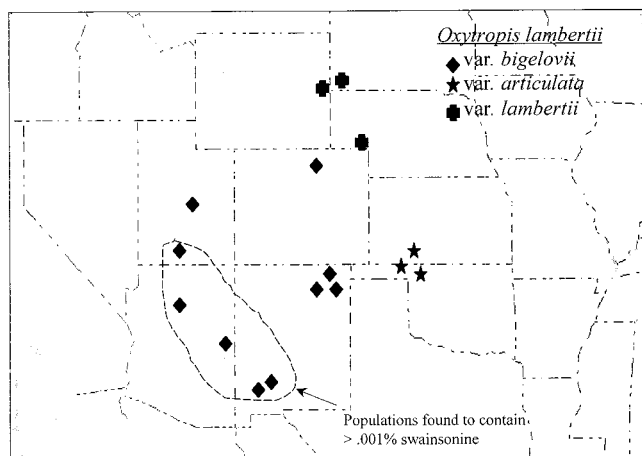 Oxytropis lambertii
var. bigelovii
var. articulata
var. lambertii
Populations found to contain
> .001% swainsonine